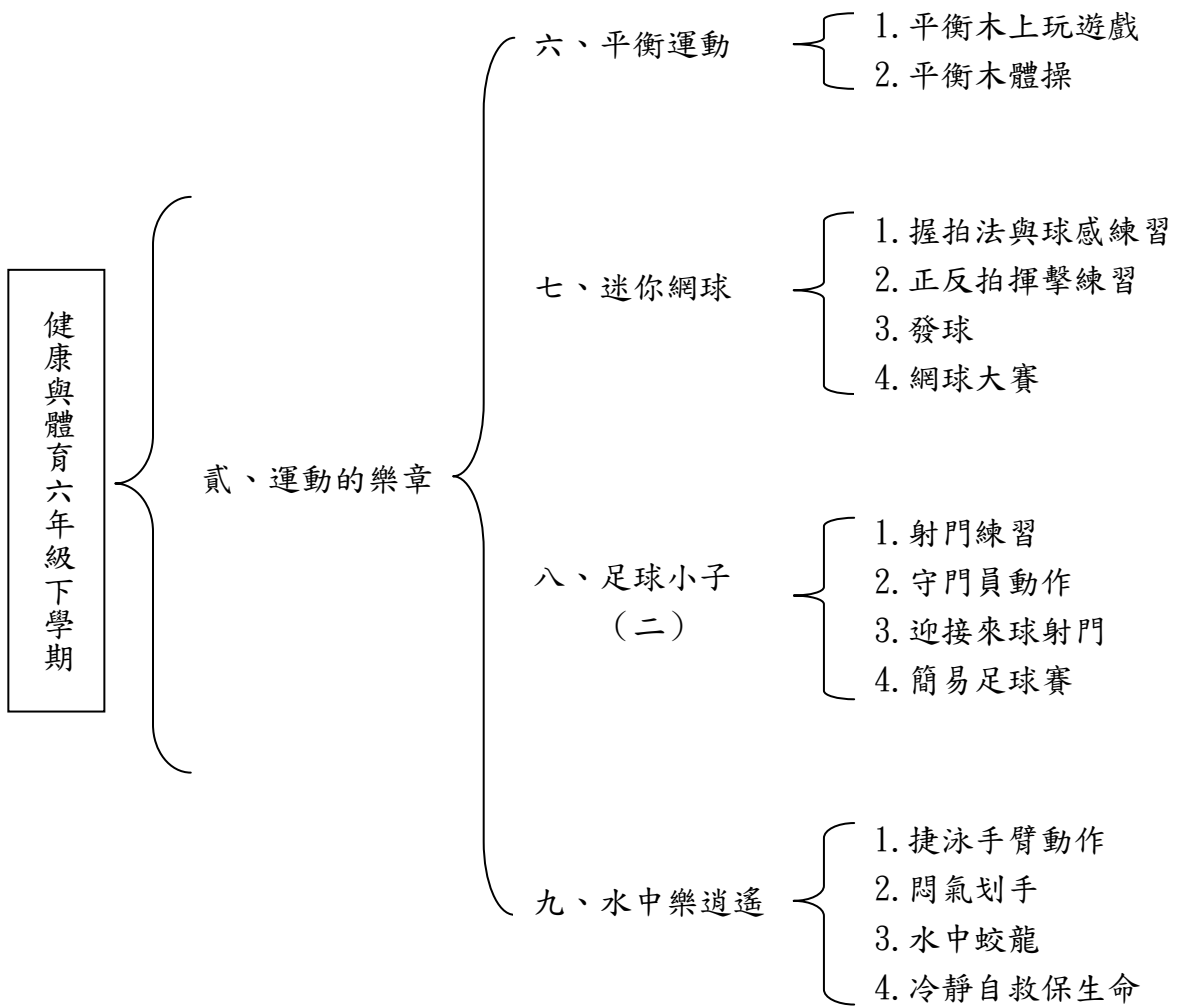 健康與體育六年級下學期
貳、運動的樂章
六、平衡運動
1.平衡木上玩遊戲
2.平衡木體操
七、迷你網球
1.握拍法與球感練習
2.正反拍揮擊練習
3.發球
4.網球大賽
八、足球小子
（二）
1.射門練習
2.守門員動作
3.迎接來球射門
4.簡易足球賽
九、水中樂逍遙
1.捷泳手臂動作
2.悶氣划手
3.水中蛟龍
4.冷靜自救保生命